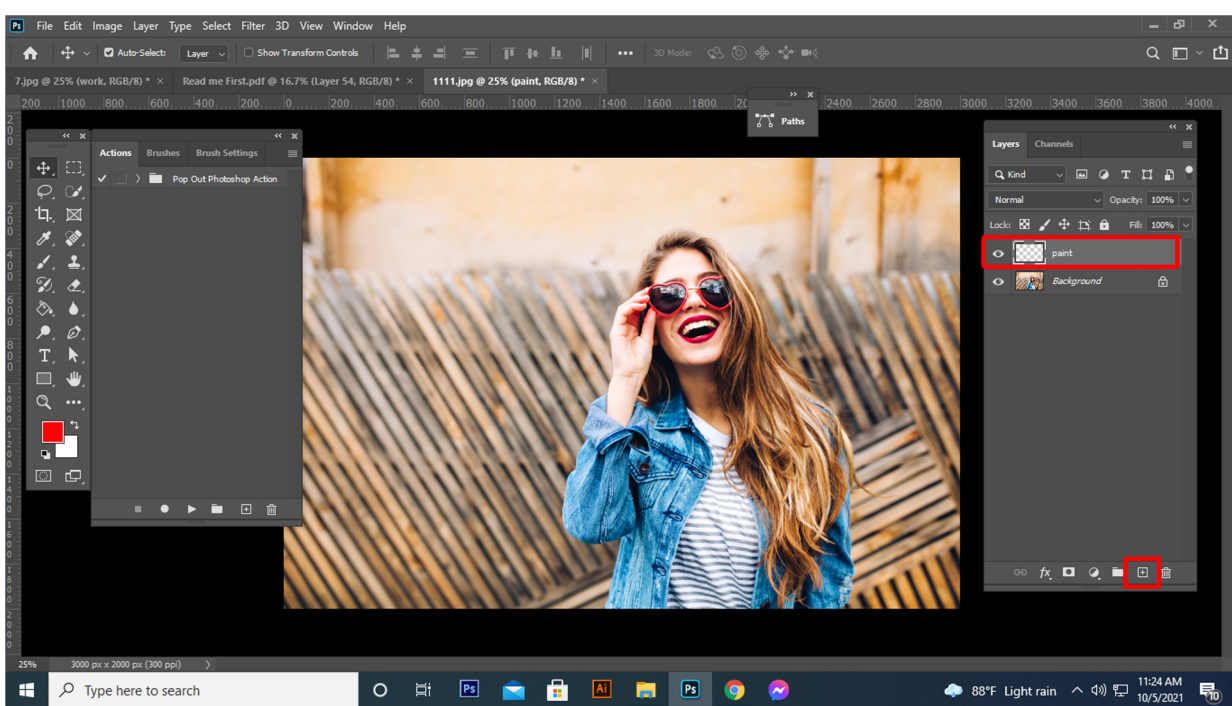 Ps File Edit Image Layer Type Select Filter 3D View Window Help
Auto-Select: Layer Show Transform Controls 3D Mode:
7.jpg @ 25% (work, RGB/8) * × Read me First.pdf @ 16.7% (Layer 54, RGB/8) * × 1111.jpg @ 25% (paint, RGB/8) * ×
200 1000 800 600 400 200 0 200 400 600 800 1000 1200 1400 1600 1800 20 2400 2600 2800 3000 3200 3400 3600 3800 4000
Paths
Actions Brushes Brush Settings
Pop Out Photoshop Action
Layers Channels
Kind
Normal Opacity: 100%
Lock: Fill: 100%
paint
Background
25% 3000 px x 2000 px (300 ppi)
Type here to search
Ps Ai Ps
88°F Light rain
11:24 AM
10/5/2021
10